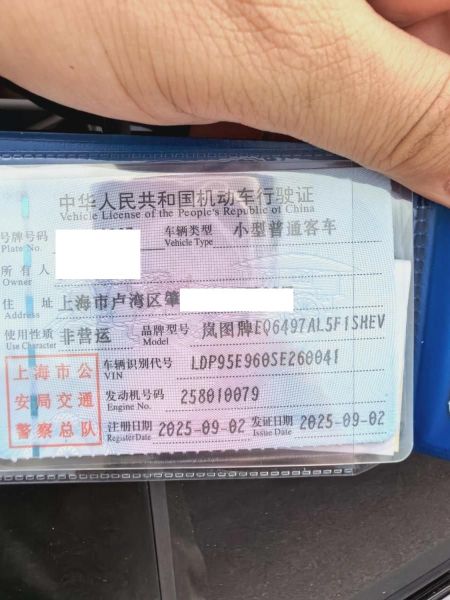 中华人民共和国机动车行驶证
Vehicle License of the People's Republic of China
号牌号码 车辆类型 小型普通客车
Plate No. Vehicle Type
所有人
Owner
住址 上海市卢湾区肇
Address
使用性质 非营运 品牌型号 岚图牌EQ6497AL5F1SHEV
Use Character Model
上海市公安局交通警察总队
车辆识别代号 LDP95E960SE260041
VIN
发动机号码 258010079
Engine No.
注册日期 2025-09-02 发证日期 2025-09-02
Register Date Issue Date